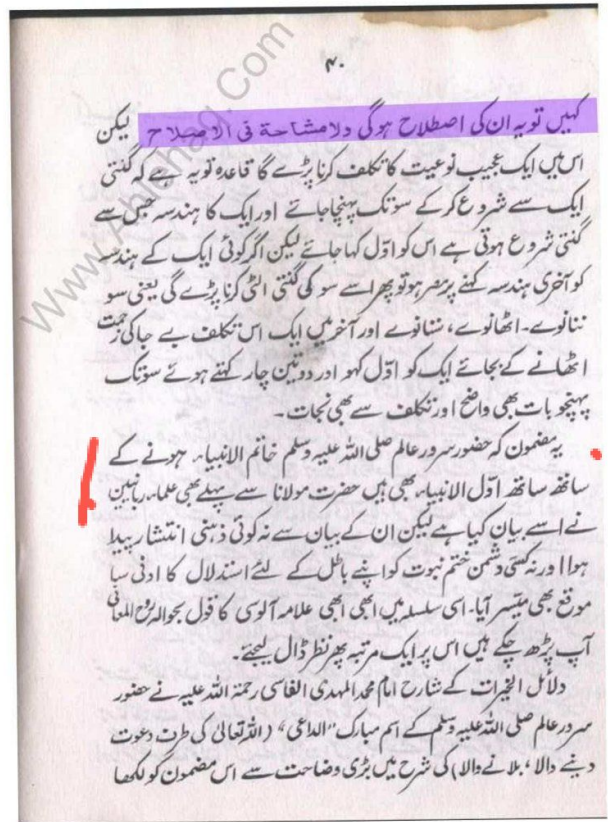 ۴۰
کہیں تو یہ ان کی اصطلاح ہوگی ولامشاحة فی الاصطلاح لیکن
اس میں ایک عجیب نوعیت کا تکلف کرنا پڑے گا قاعدہ تو یہ ہے کہ گنتی
ایک سے شروع کرکے سو تک پہنچا جائے اور ایک کا ہندسہ جس سے
گنتی شروع ہوتی ہے اس کو اوّل کہا جائے لیکن اگر کوئی ایک کے ہندسہ
کو آخری ہندسہ کہنے پر مصر ہو تو پھر اسے سو کی گنتی الٹی کرنا پڑے گی یعنی سو
ننانوے۔ اٹھانوے، ستانوے اور آخر میں ایک اس تکلف بے جا کی زحمت
اٹھانے کے بجائے ایک کو اوّل کہو اور دو تین چار کہتے ہوئے سو تک
پہنچو بات بھی واضح اور تکلف سے بھی نجات۔
یہ مضمون کہ حضور سرور عالم صلی اللہ علیہ وسلم خاتم الانبیاء ہونے کے
ساتھ ساتھ اوّل الانبیاء بھی ہیں حضرت مولانا سے پہلے بھی علماء ربانیین
نے اسے بیان کیا ہے لیکن ان کے بیان سے نہ کوئی ذہنی انتشار پیدا
ہوا اور نہ کسی دشمن ختم نبوت کو اپنے باطل کے لئے استدلال کا ادنیٰ سا
موقع بھی میسر آیا۔ اسی سلسلہ میں ابھی ابھی علامہ آلوسی کا قول بحوالہ روح المعانی
آپ پڑھ چکے ہیں اس پر ایک مرتبہ پھر نظر ڈال لیجئے۔
دلائل الخیرات کے شارح امام محمد المہدی الفاسی رحمۃ اللہ علیہ نے حضور
سرور عالم صلی اللہ علیہ وسلم کے اسم مبارک "الداعی" (اللہ تعالیٰ کی طرف دعوت
دینے والا، بلانے والا) کی شرح میں بڑی وضاحت سے اس مضمون کو لکھا